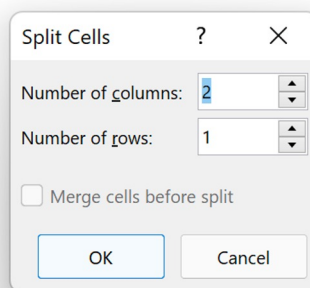 Split Cells ?
Number of columns: 2
Number of rows: 1
Merge cells before split
OK Cancel